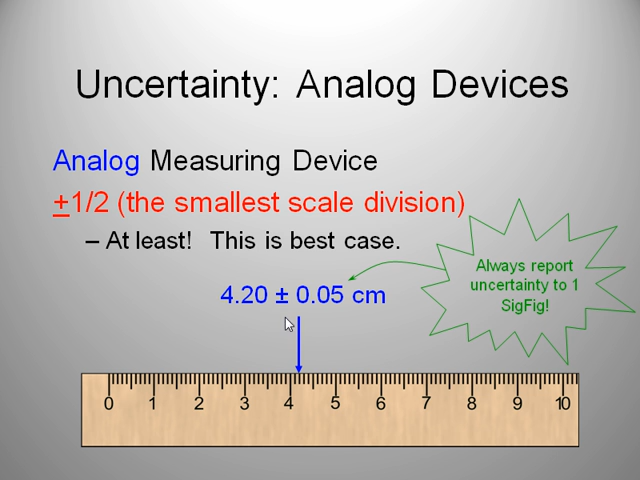 Uncertainty: Analog Devices
Analog Measuring Device
±1/2 (the smallest scale division)
– At least!  This is best case.
Always report
uncertainty to 1
SigFig!
4.20 ± 0.05 cm
0 1 2 3 4 5 6 7 8 9 10